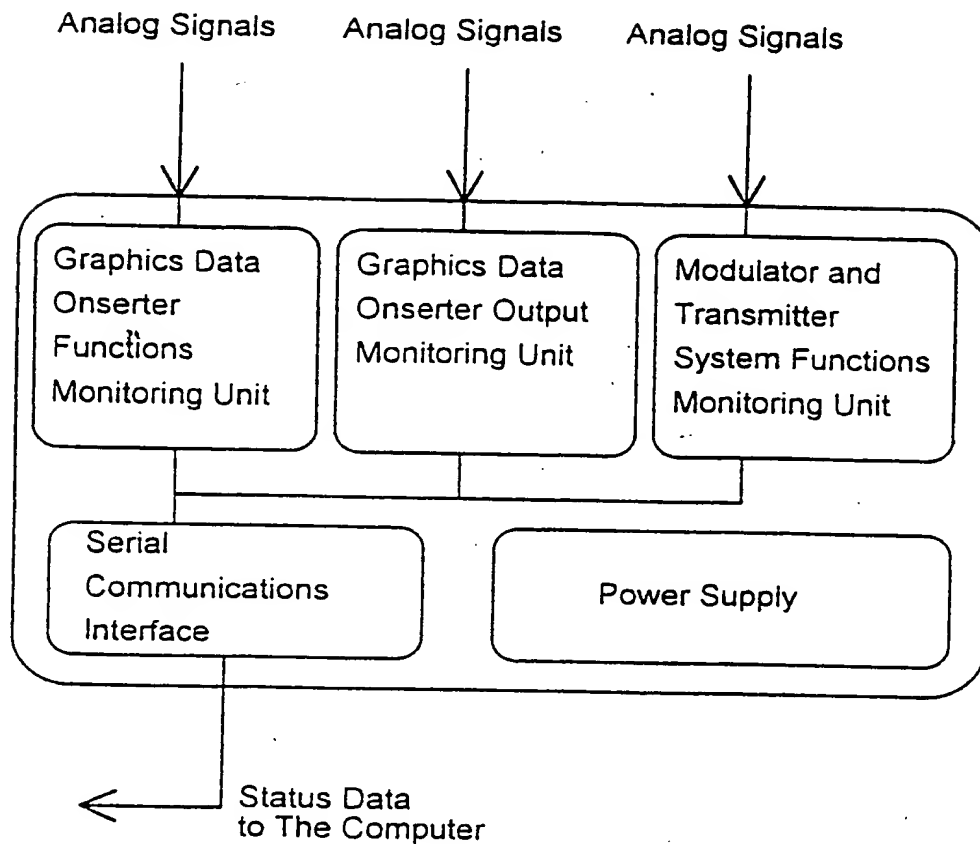 Analog Signals
Analog Signals
Analog Signals
Graphics Data
Onserter
Functions
Monitoring Unit
Graphics Data
Onserter Output
Monitoring Unit
Modulator and
Transmitter
System Functions
Monitoring Unit
Serial
Communications
Interface
Power Supply
Status Data
to The Computer